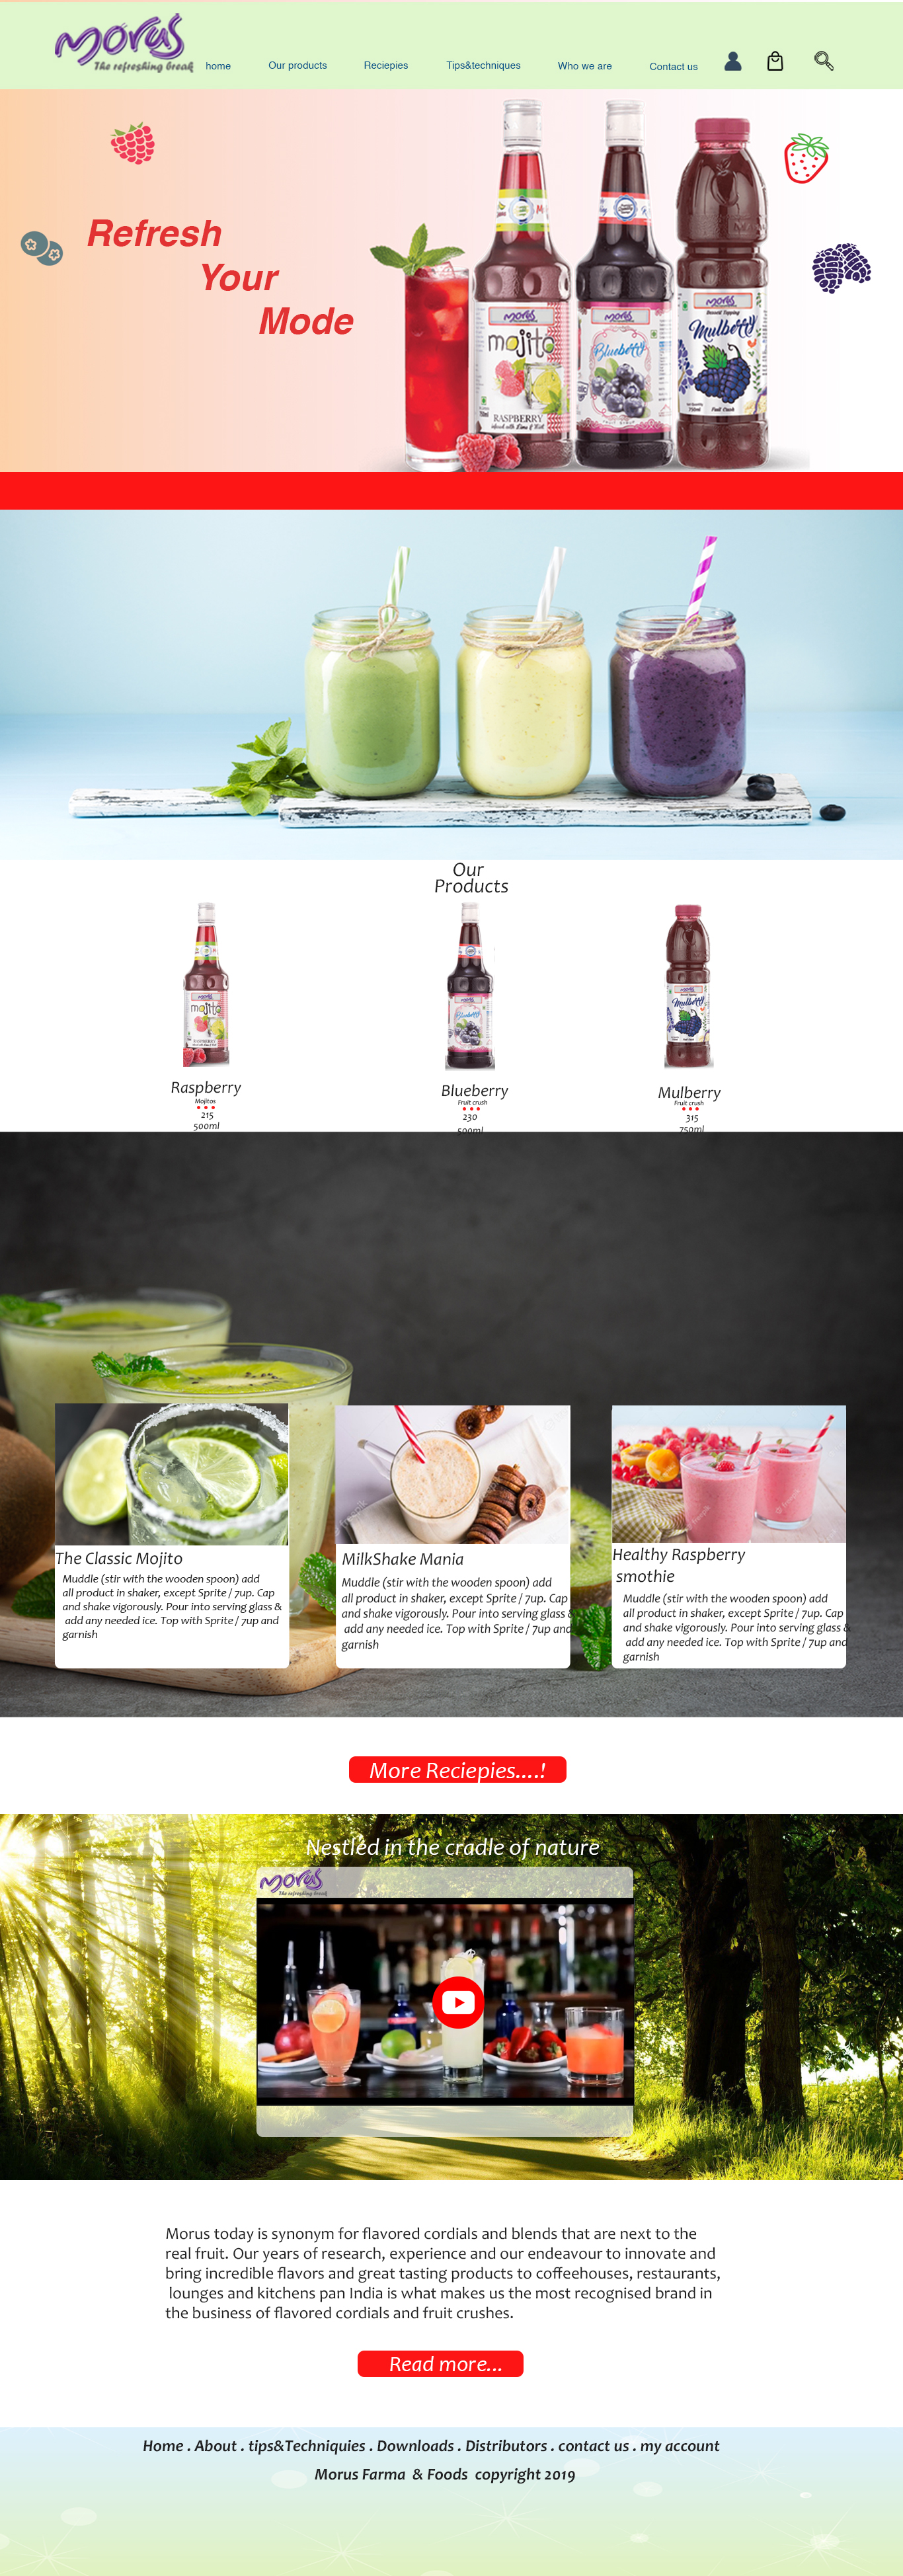 morus
The refreshing break
home
Our products
Reciepies
Tips&techniques
Who we are
Contact us
Refresh
Your
Mode
morus
mojito
RASPBERRY
morus
Blueberry
morus
Dessert Topping
Mulberry
Fruit Crush
Our
Products
morus
mojito
RASPBERRY
morus
Blueberry
morus
Mulberry
Raspberry
Mojitos
215
500ml
Blueberry
Fruit crush
230
500ml
Mulberry
Fruit crush
315
750ml
The Classic Mojito
Muddle (stir with the wooden spoon) add
all product in shaker, except Sprite / 7up. Cap
and shake vigorously. Pour into serving glass &
add any needed ice. Top with Sprite / 7up and
garnish
MilkShake Mania
Muddle (stir with the wooden spoon) add
all product in shaker, except Sprite / 7up. Cap
and shake vigorously. Pour into serving glass &
add any needed ice. Top with Sprite / 7up and
garnish
Healthy Raspberry
smothie
Muddle (stir with the wooden spoon) add
all product in shaker, except Sprite / 7up. Cap
and shake vigorously. Pour into serving glass &
add any needed ice. Top with Sprite / 7up and
garnish
More Reciepies....!
Nestled in the cradle of nature
morus
The refreshing break
Morus today is synonym for flavored cordials and blends that are next to the
real fruit. Our years of research, experience and our endeavour to innovate and
bring incredible flavors and great tasting products to coffeehouses, restaurants,
lounges and kitchens pan India is what makes us the most recognised brand in
the business of flavored cordials and fruit crushes.
Read more...
Home . About . tips&Techniquies . Downloads . Distributors . contact us . my account
Morus Farma & Foods copyright 2019